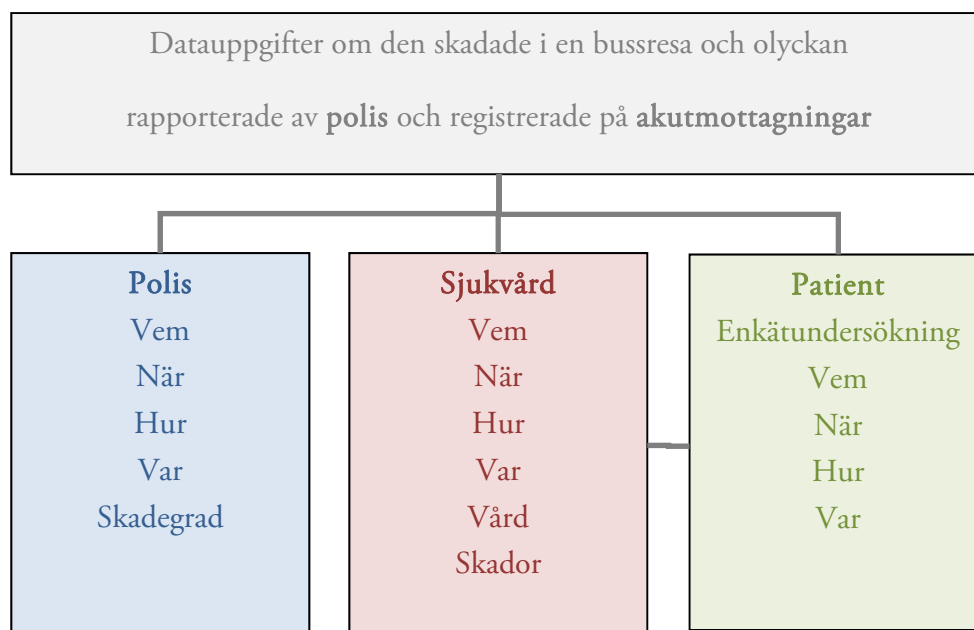 Datauppgifter om den skadade i en bussresa och olyckan
rapporterade av polis och registrerade på akutmottagningar
Polis
Vem
När
Hur
Var
Skadegrad
Sjukvård
Vem
När
Hur
Var
Vård
Skador
Patient
Enkätundersökning
Vem
När
Hur
Var